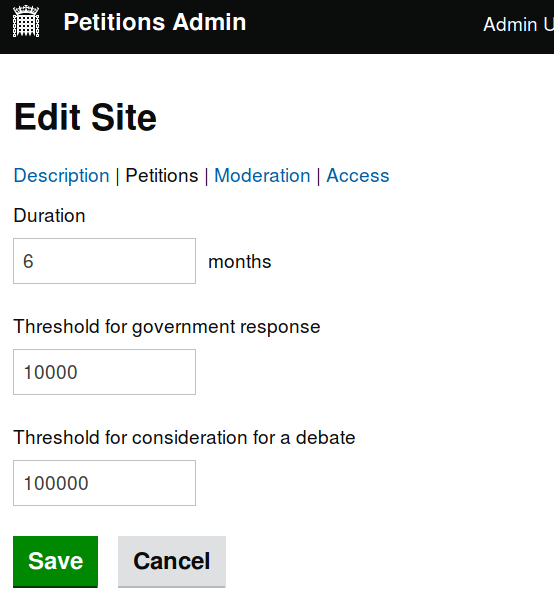 Petitions Admin
Admin U
Edit Site
Description | Petitions | Moderation | Access
Duration
6 months
Threshold for government response
10000
Threshold for consideration for a debate
100000
Save Cancel